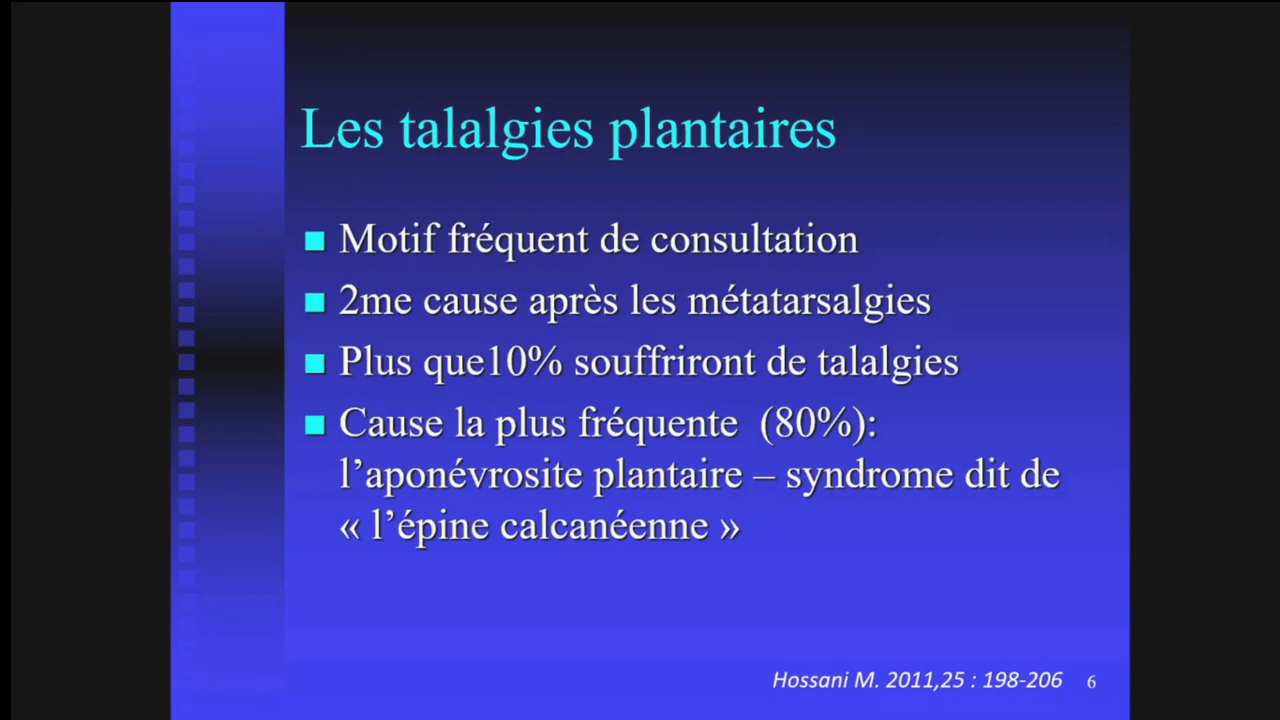 Les talalgies plantaires
Motif fréquent de consultation
2me cause après les métatarsalgies
Plus que10% souffriront de talalgies
Cause la plus fréquente  (80%):
l’aponévrosite plantaire – syndrome dit de
« l’épine calcanéenne »
Hossani M. 2011,25 : 198-206 6